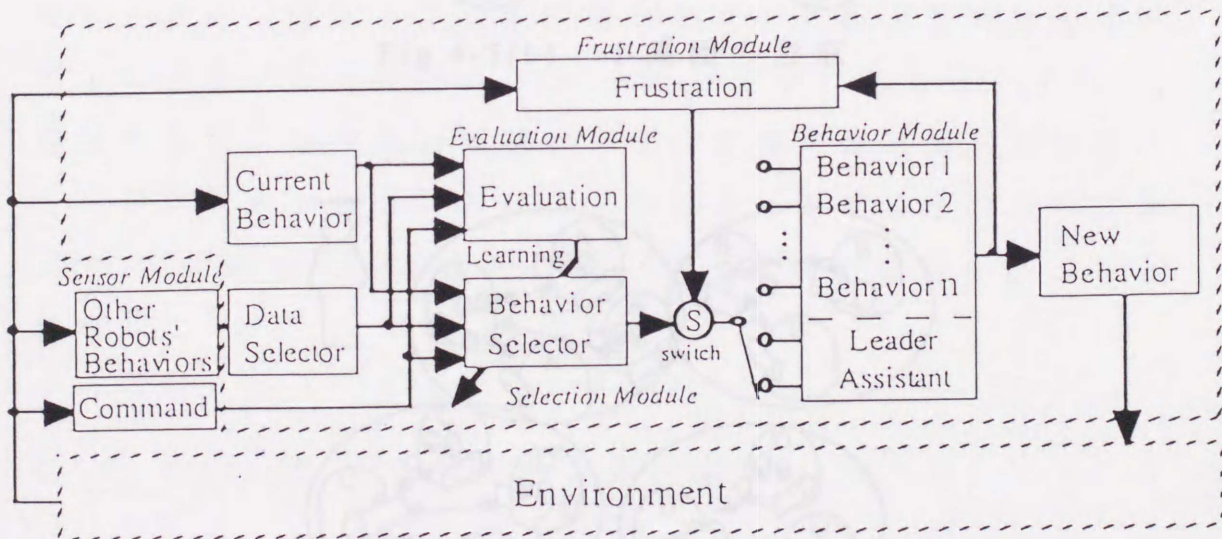 Frustration Module
Frustration
Evaluation Module
Behavior Module
Current
Behavior
Evaluation
Behavior 1
Behavior 2
Learning
New
Behavior
Sensor Module
Other
Robots'
Behaviors
Data
Selector
Behavior
Selector
S
switch
Behavior n
Leader
Assistant
Command
Selection Module
Environment